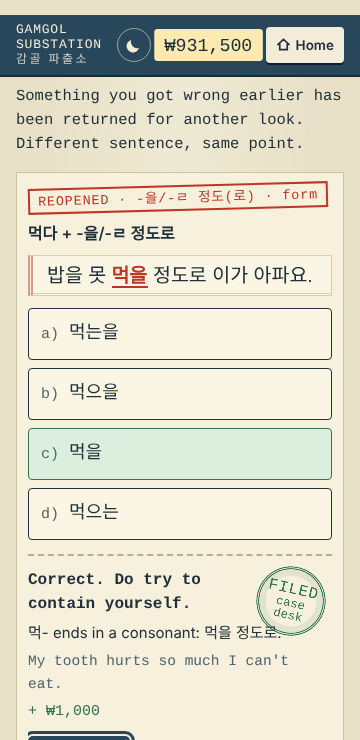 GAMGOL
SUBSTATION
감골 파출소
₩931,500
Home
Something you got wrong earlier has
been returned for another look.
Different sentence, same point.
REOPENED · -을/-ㄹ 정도(로) · form
먹다 + -을/-ㄹ 정도로
밥을 못 먹을 정도로 이가 아파요.
a) 먹는을
b) 먹으을
c) 먹을
d) 먹으는
Correct. Do try to
contain yourself.
FILED
case
desk
먹- ends in a consonant: 먹을 정도로.
My tooth hurts so much I can't
eat.
+ ₩1,000